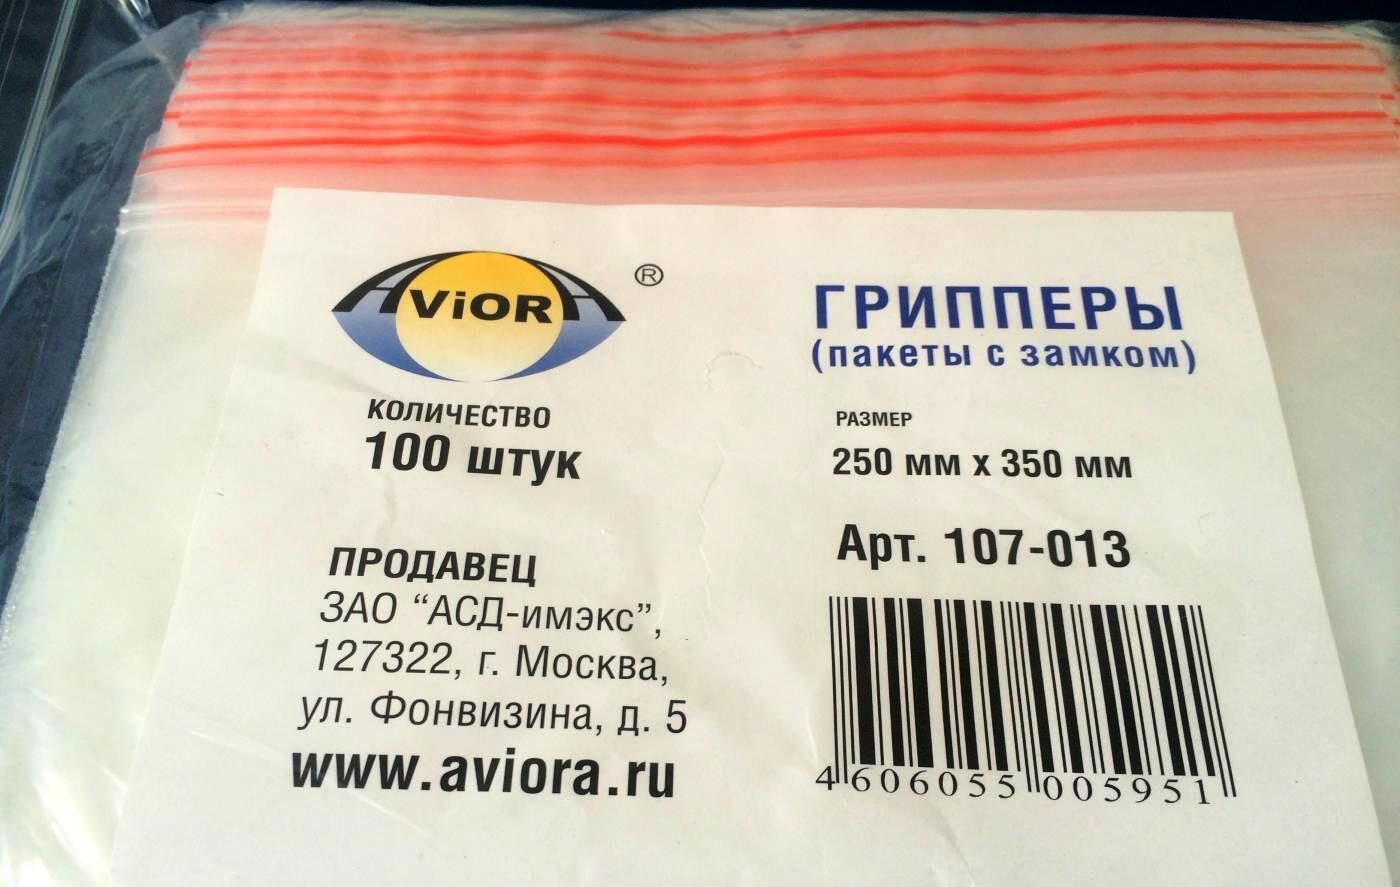 AViORA ®
КОЛИЧЕСТВО
100 штук
ПРОДАВЕЦ
ЗАО “АСД-имэкс”,
127322, г. Москва,
ул. Фонвизина, д. 5
www.aviora.ru
ГРИППЕРЫ
(пакеты с замком)
РАЗМЕР
250 мм х 350 мм
Арт. 107-013
4 606055 005951